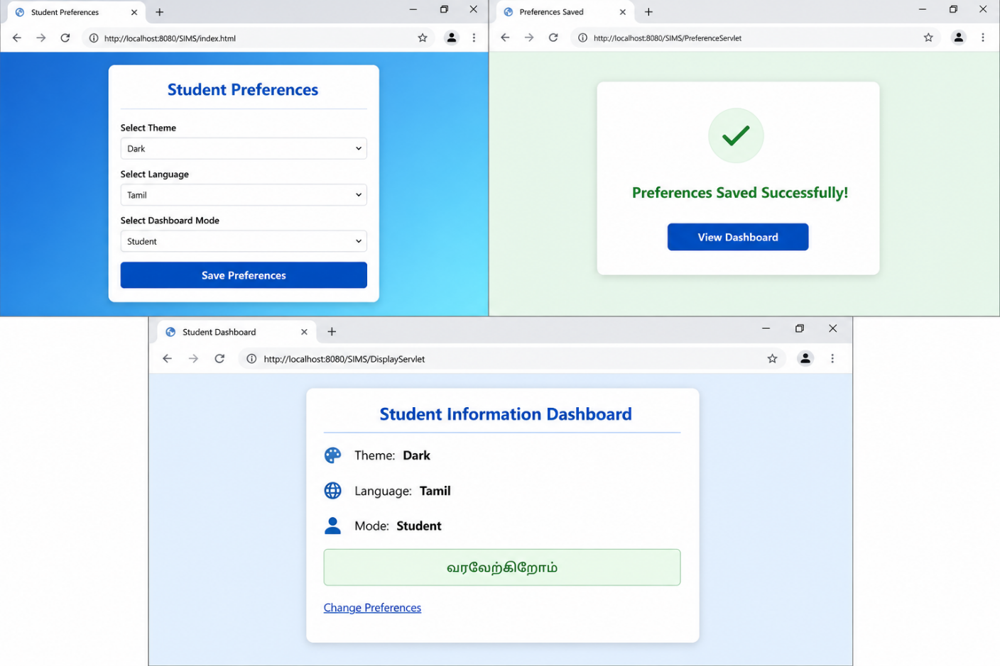 Student Preferences
http://localhost:8080/SIMS/index.html
Student Preferences
Select Theme
Dark
Select Language
Tamil
Select Dashboard Mode
Student
Save Preferences
Preferences Saved
http://localhost:8080/SIMS/PreferenceServlet
Preferences Saved Successfully!
View Dashboard
Student Dashboard
http://localhost:8080/SIMS/DisplayServlet
Student Information Dashboard
Theme: Dark
Language: Tamil
Mode: Student
வரவேற்கிறோம்
Change Preferences